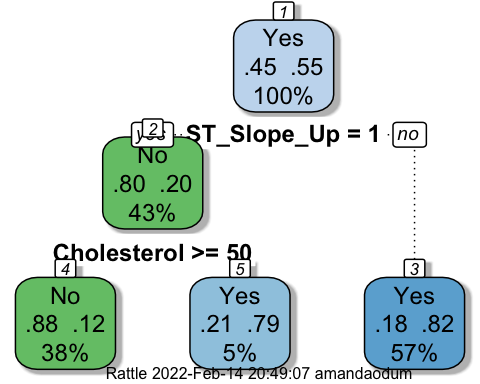 1
Yes
.45 .55
100%
yes ST_Slope_Up = 1 no
2
No
.80 .20
43%
Cholesterol >= 50
4
No
.88 .12
38%
5
Yes
.21 .79
5%
3
Yes
.18 .82
57%
Rattle 2022-Feb-14 20:49:07 amandaodum